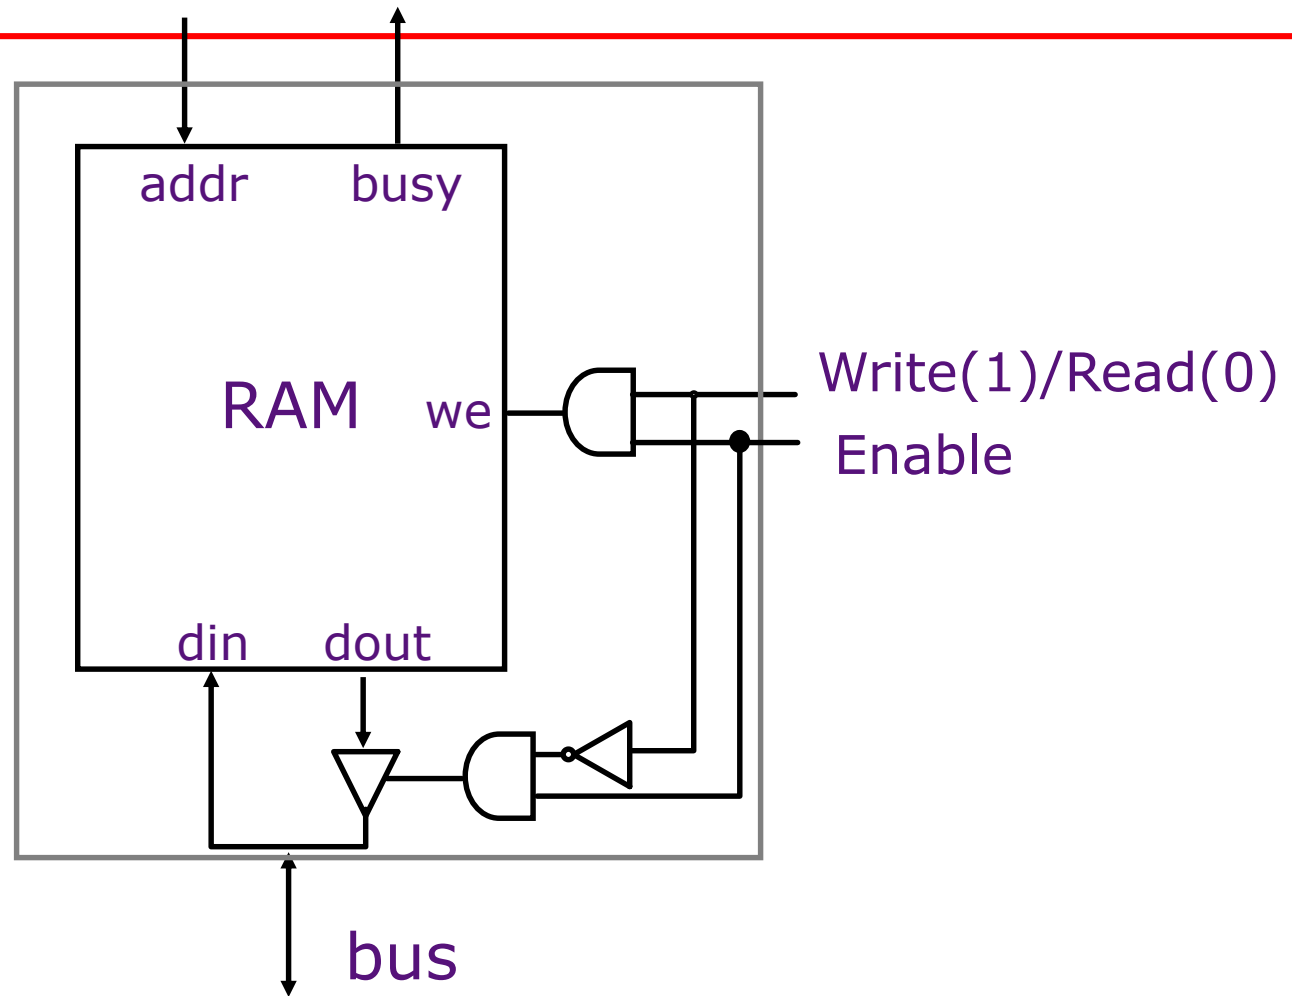 addr busy
Write(1)/Read(0)
RAM we
Enable
din dout
bus